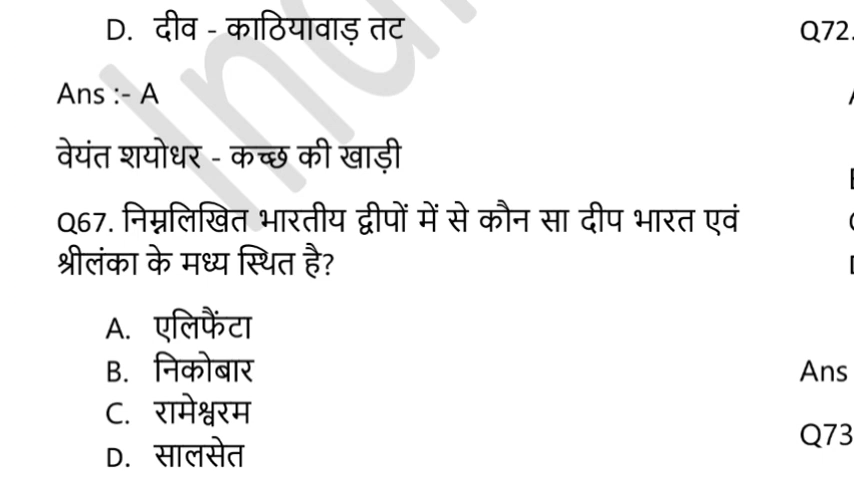 D. दीव - काठियावाड़ तट
Ans :- A
वेयंत शयोधर - कच्छ की खाड़ी
Q67. निम्नलिखित भारतीय द्वीपों में से कौन सा दीप भारत एवं
श्रीलंका के मध्य स्थित है?
A. एलिफैंटा
B. निकोबार
C. रामेश्वरम
D. सालसेत
Q72.
Ans
Q73